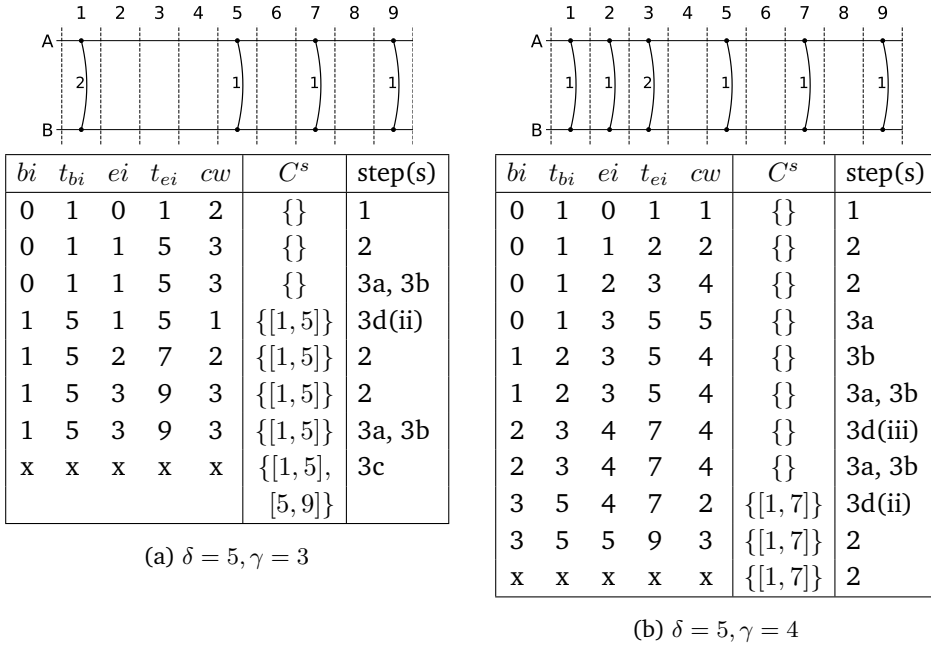 1 2 3 4 5 6 7 8 9
A
2 1 1 1
B
bi t_bi ei t_ei cw C^s step(s)
0 1 0 1 2 {} 1
0 1 1 5 3 {} 2
0 1 1 5 3 {} 3a, 3b
1 5 1 5 1 {[1, 5]} 3d(ii)
1 5 2 7 2 {[1, 5]} 2
1 5 3 9 3 {[1, 5]} 2
1 5 3 9 3 {[1, 5]} 3a, 3b
x x x x x {[1, 5], 3c
[5, 9]}
(a) δ = 5, γ = 3
1 2 3 4 5 6 7 8 9
A
1 1 2 1 1 1
B
bi t_bi ei t_ei cw C^s step(s)
0 1 0 1 1 {} 1
0 1 1 2 2 {} 2
0 1 2 3 4 {} 2
0 1 3 5 5 {} 3a
1 2 3 5 4 {} 3b
1 2 3 5 4 {} 3a, 3b
2 3 4 7 4 {} 3d(iii)
2 3 4 7 4 {} 3a, 3b
3 5 4 7 2 {[1, 7]} 3d(ii)
3 5 5 9 3 {[1, 7]} 2
x x x x x {[1, 7]} 2
(b) δ = 5, γ = 4